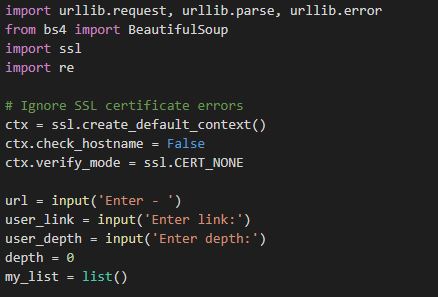 import urllib.request, urllib.parse, urllib.error
from bs4 import BeautifulSoup
import ssl
import re
# Ignore SSL certificate errors
ctx = ssl.create_default_context()
ctx.check_hostname = False
ctx.verify_mode = ssl.CERT_NONE
url = input('Enter - ')
user_link = input('Enter link:')
user_depth = input('Enter depth:')
depth = 0
my_list = list()